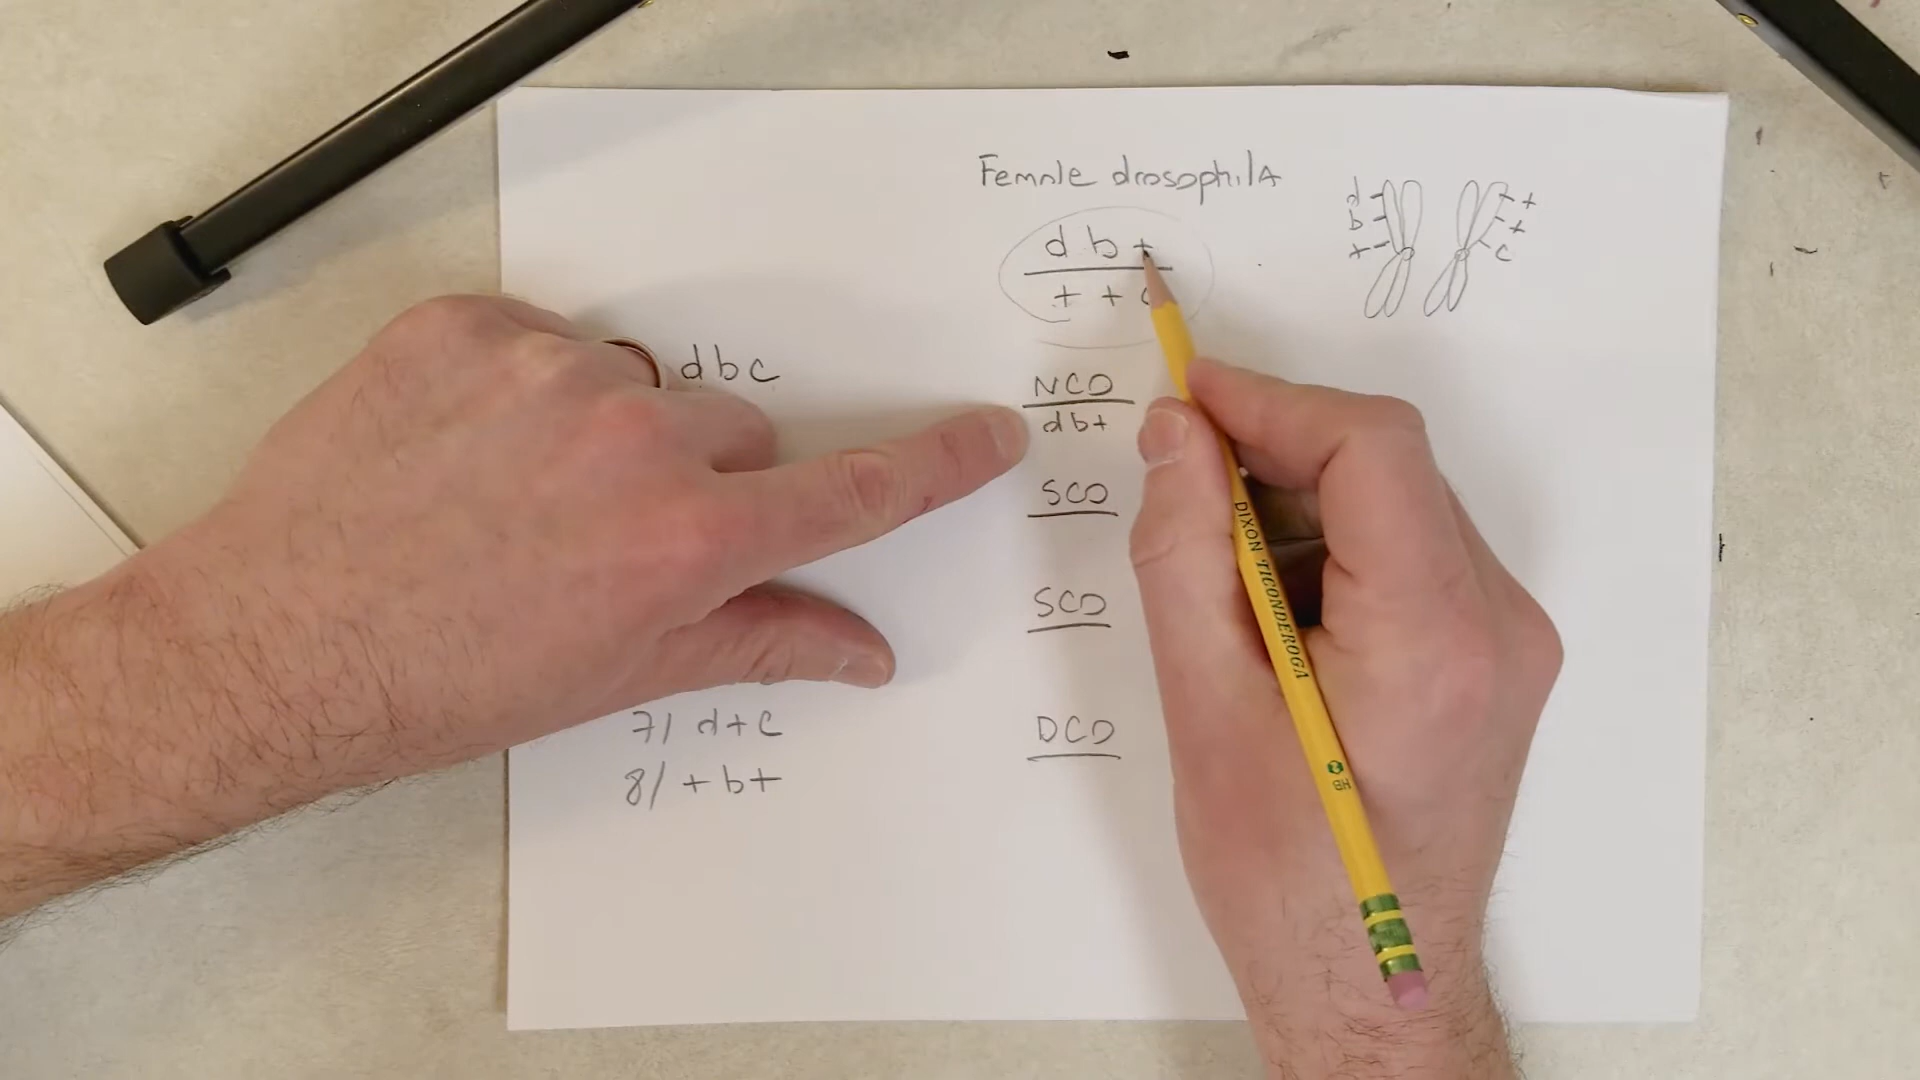 Female drosophila
d b +
+ + c
d
b
+
+
+
c
d b c
NCO
d b +
SCO
SCO
7/ d + c
8/ + b +
DCO
DIXON TICONDEROGA
HB